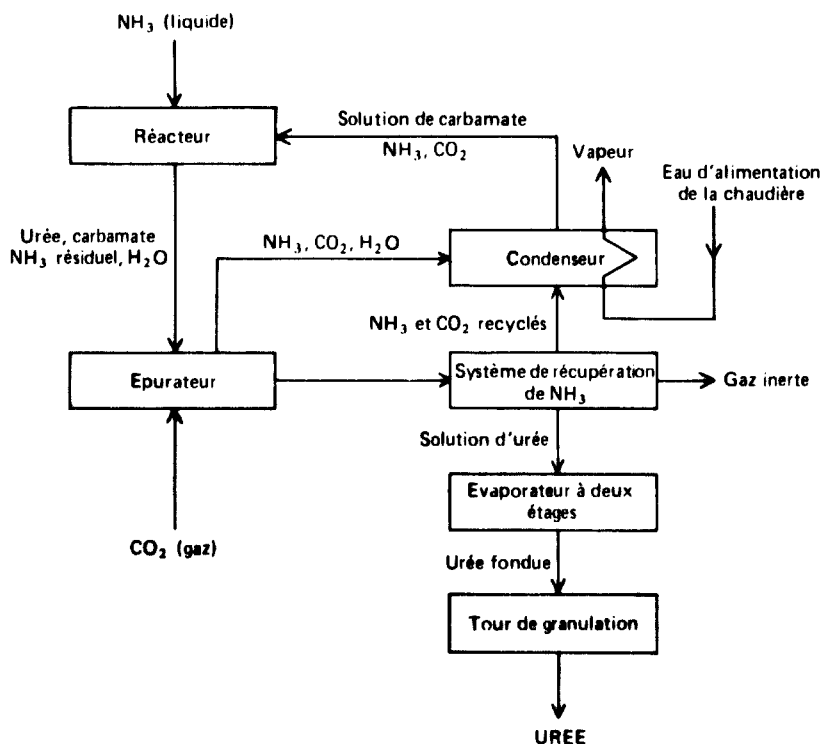 NH₃ (liquide)
Réacteur
Solution de carbamate
NH₃, CO₂
Vapeur
Eau d'alimentation
de la chaudière
Urée, carbamate
NH₃ résiduel, H₂O
NH₃, CO₂, H₂O
Condenseur
NH₃ et CO₂ recyclés
Epurateur
Système de récupération
de NH₃
Gaz inerte
Solution d'urée
Evaporateur à deux
étages
CO₂ (gaz)
Urée fondue
Tour de granulation
UREE